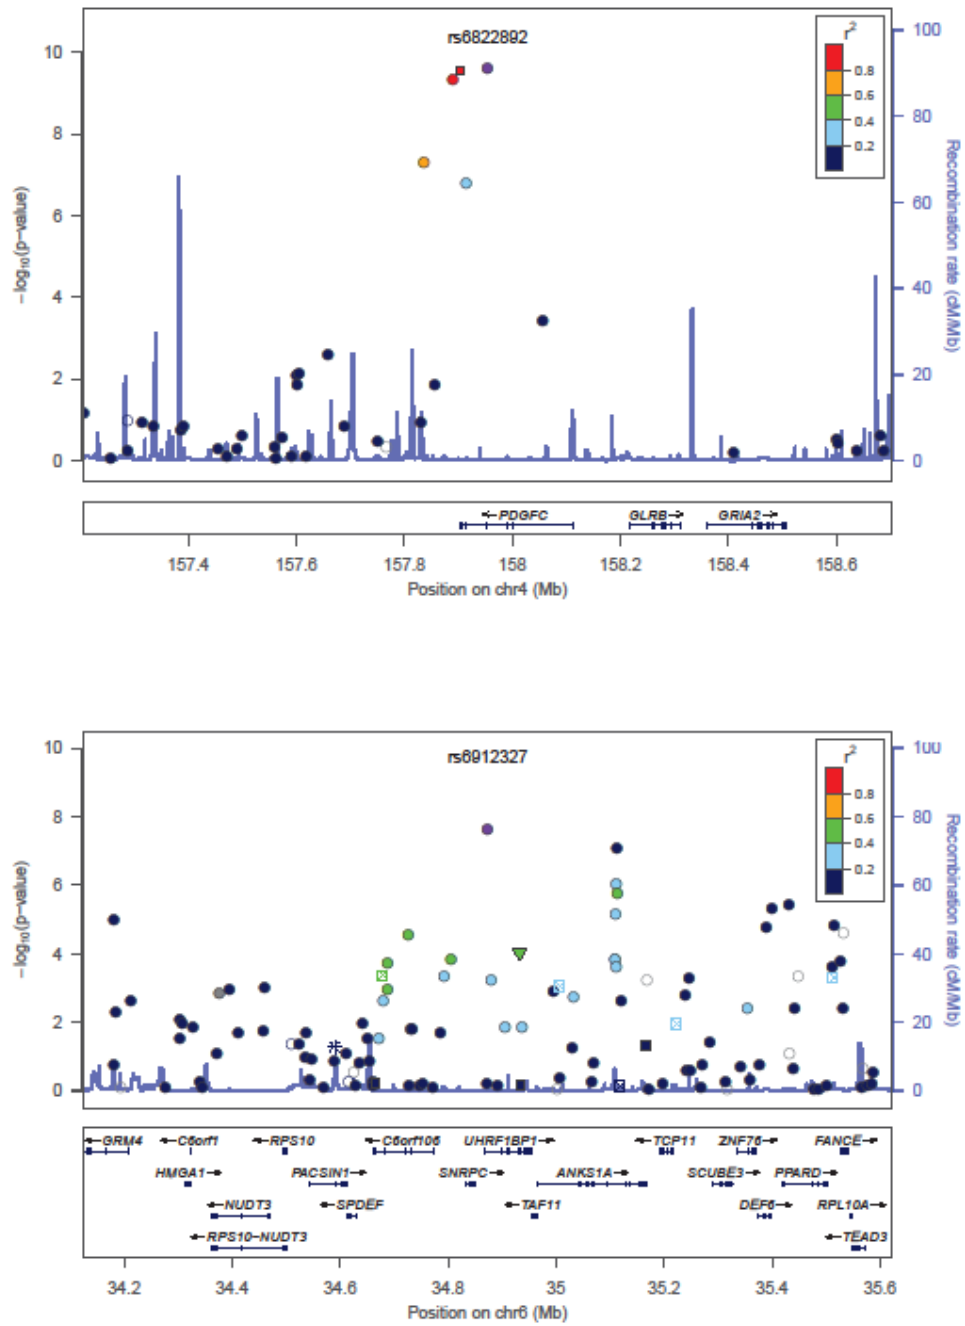 rs6822892
r²
0.8
0.6
0.4
0.2
10
8
6
4
2
0
−log₁₀(p-value)
100
80
60
40
20
0
Recombination rate (cM/Mb)
PDGFC GLRB GRIA2
157.4 157.6 157.8 158 158.2 158.4 158.6
Position on chr4 (Mb)
rs6912327
r²
0.8
0.6
0.4
0.2
10
8
6
4
2
0
−log₁₀(p-value)
100
80
60
40
20
0
Recombination rate (cM/Mb)
GRM4 C6orf1 RPS10 C6orf106 UHRF1BP1 TCP11 ZNF76 FANCE
HMGA1 PACSIN1 SNRPC ANKS1A SCUBE3 PPARD
NUDT3 SPDEF TAF11 DEF6 RPL10A
RPS10−NUDT3 TEAD3
34.2 34.4 34.6 34.8 35 35.2 35.4 35.6
Position on chr6 (Mb)